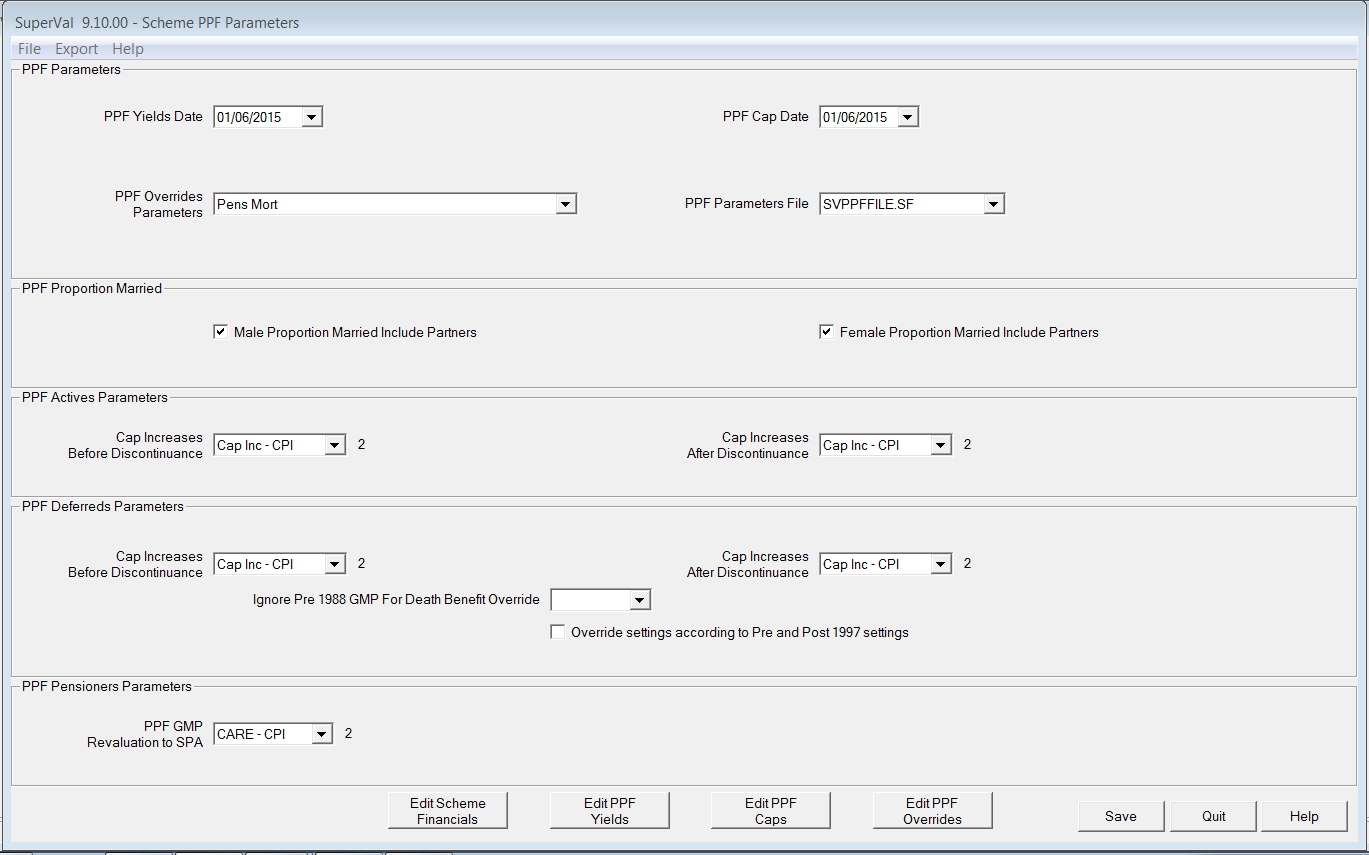 SuperVal 9.10.00 - Scheme PPF Parameters
File Export Help
PPF Parameters
PPF Yields Date 01/06/2015 PPF Cap Date 01/06/2015
PPF Overrides
Parameters Pens Mort PPF Parameters File SVPPFFILE.SF
PPF Proportion Married
Male Proportion Married Include Partners Female Proportion Married Include Partners
PPF Actives Parameters
Cap Increases
Before Discontinuance Cap Inc - CPI 2 Cap Increases
After Discontinuance Cap Inc - CPI 2
PPF Deferreds Parameters
Cap Increases
Before Discontinuance Cap Inc - CPI 2 Cap Increases
After Discontinuance Cap Inc - CPI 2
Ignore Pre 1988 GMP For Death Benefit Override
Override settings according to Pre and Post 1997 settings
PPF Pensioners Parameters
PPF GMP
Revaluation to SPA CARE - CPI 2
Edit Scheme
Financials
Edit PPF
Yields
Edit PPF
Caps
Edit PPF
Overrides
Save Quit Help